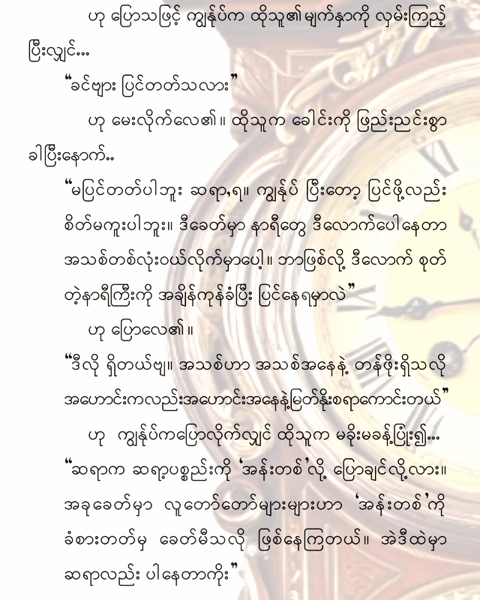 ဟု ပြောသဖြင့် ကျွန်ုပ်က ထိုသူ၏ မျက်နှာကို လှမ်းကြည့်
ပြီးလျှင်...
“ခင်ဗျား ပြင်တတ်သလား”
ဟု မေးလိုက်လေ၏။ ထိုသူက ခေါင်းကို ဖြည်းညင်းစွာ
ခါပြီးနောက်..
“မပြင်တတ်ပါဘူး ဆရာ့ရ။ ကျွန်ုပ် ပြီးတော့ ပြင်ဖို့လည်း
စိတ်မကူးပါဘူး။ ဒီခေတ်မှာ နာရီတွေ ဒီလောက်ပေါနေတာ
အသစ်တစ်လုံးဝယ်လိုက်မှာပေါ့။ ဘာဖြစ်လို့ ဒီလောက် စုတ်
တဲ့နာရီကြီးကို အချိန်ကုန်ခံပြီး ပြင်နေရမှာလဲ”
ဟု ပြောလေ၏။
“ဒီလို ရှိတယ်ဗျ။ အသစ်ဟာ အသစ်အနေနဲ့ တန်ဖိုးရှိသလို
အဟောင်းကလည်းအဟောင်းအနေနဲ့မြတ်နိုးစရာကောင်းတယ်”
ဟု ကျွန်ုပ်ကပြောလိုက်လျှင် ထိုသူက မခိုးမခန့်ပြုံး၍...
“ဆရာက ဆရာ့ပစ္စည်းကို ‘အန်းတစ်’လို့ ပြောချင်လို့လား။
အခုခေတ်မှာ လူတော်တော်များများဟာ ‘အန်းတစ်’ကို
ခံစားတတ်မှ ခေတ်မီသလို ဖြစ်နေကြတယ်။ အဲဒီထဲမှာ
ဆရာလည်း ပါနေတာကိုး”